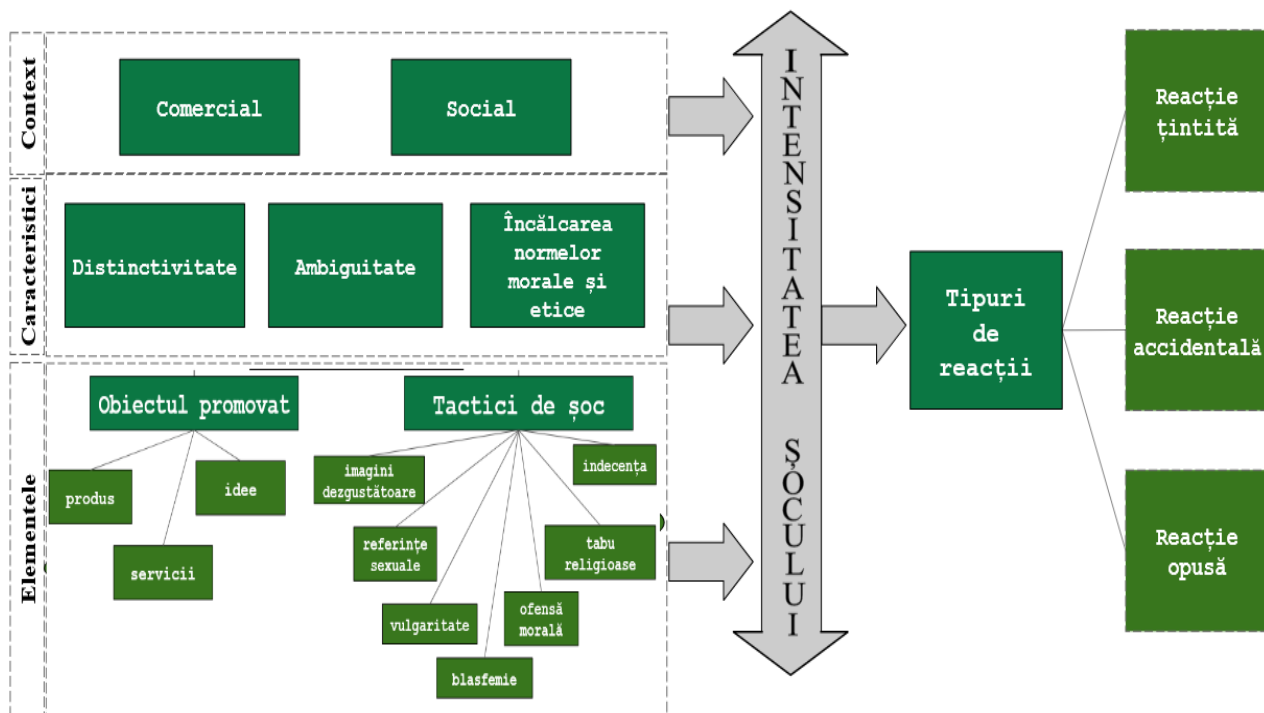 Context
Comercial
Social
Caracteristici
Distinctivitate
Ambiguitate
Încălcarea
normelor
morale și
etice
Elementele
Obiectul promovat
produs
servicii
idee
Tactici de șoc
imagini
dezgustătoare
referințe
sexuale
vulgaritate
blasfemie
ofensă
morală
tabu
religioase
indecența
INTENSITATEA ȘOCULUI
Tipuri
de
reacții
Reacție
țintită
Reacție
accidentală
Reacție
opusă